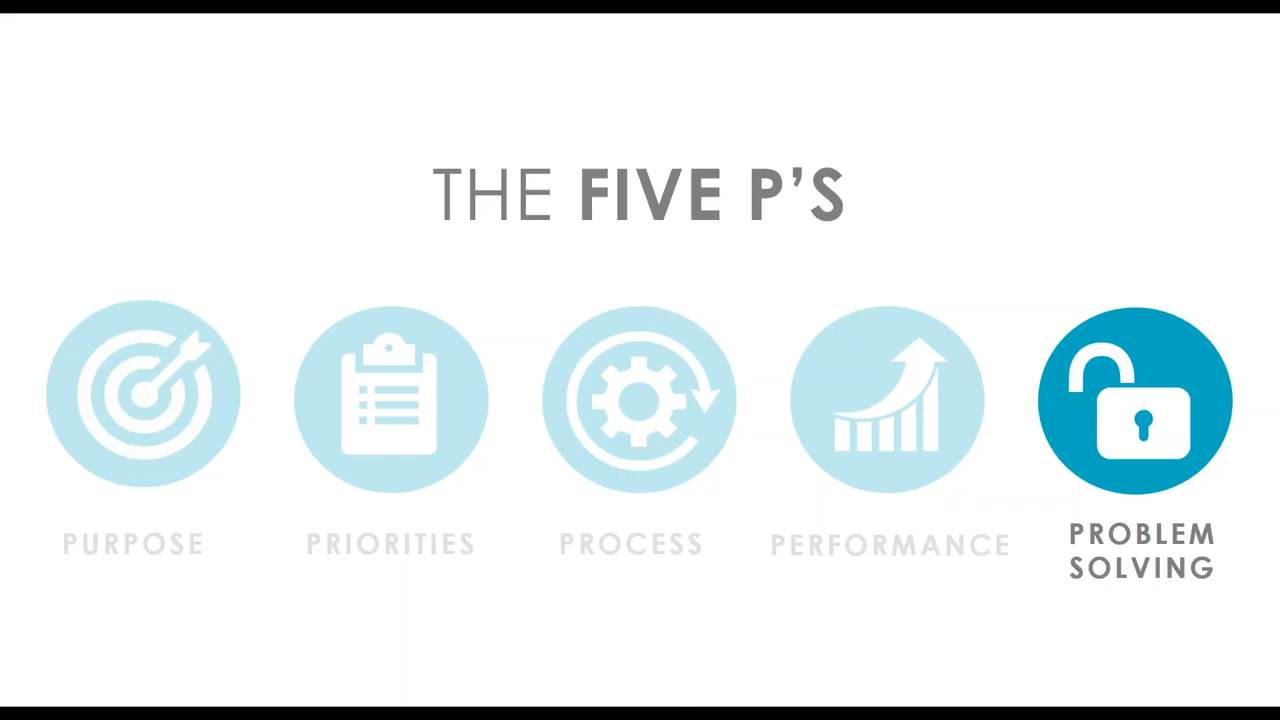 THE FIVE P’S
PURPOSE
PRIORITIES
PROCESS
PERFORMANCE
PROBLEM
SOLVING